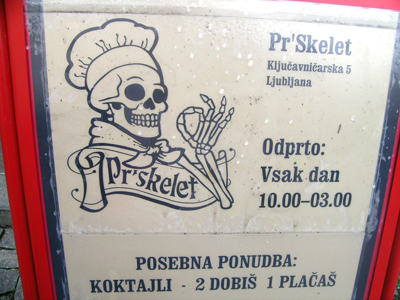 Pr'Skelet
Ključavničarska 5
Ljubljana
Pr'skelet
Odprto:
Vsak dan
10.00–03.00
POSEBNA PONUDBA:
KOKTAJLI - 2 DOBIŠ 1 PLAČAŠ